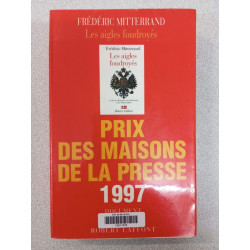 FRÉDÉRIC MITTERRAND
Les aigles foudroyés
Frédéric Mitterrand
Les aigles
foudroyés
PRIX
DES MAISONS
DE LA PRESSE
1997
DOCUMENT
ROBERT LAFFONT